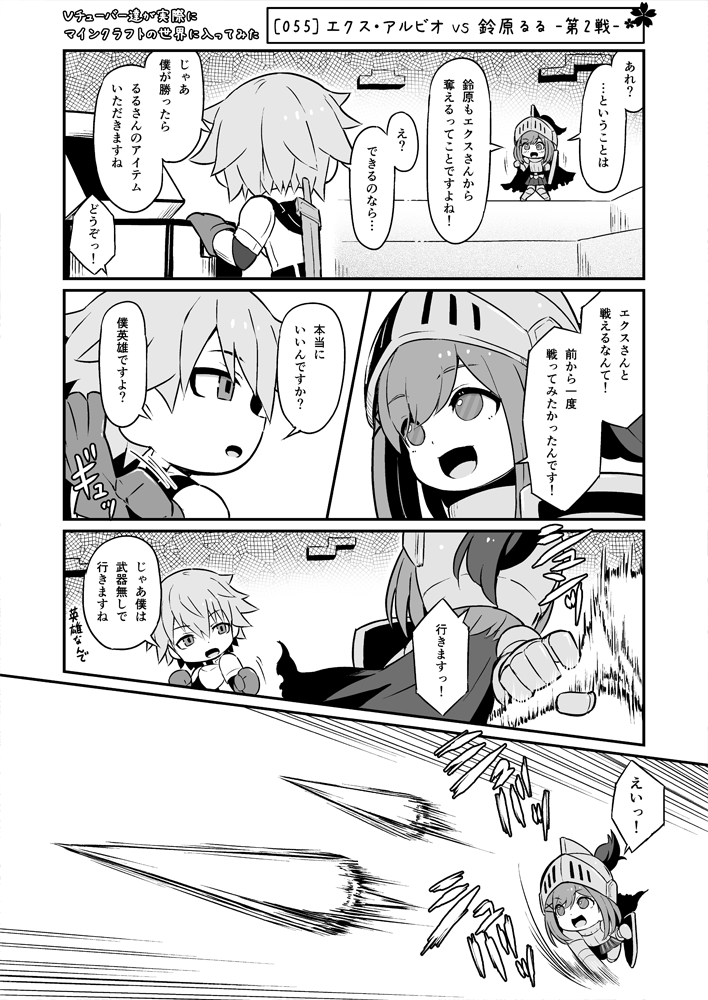 Vチューバー達が実際に
マインクラフトの世界に入ってみた
[055]エクス・アルビオ vs 鈴原るる -第2戦-
あれ?
…ということは
鈴原もエクスさんから
奪えるってことですよね!
え?
できるのなら…
じゃあ
僕が勝ったら
るるさんのアイテム
いただきますね
どうぞっ!
エクスさんと
戦えるなんて!
前から一度
戦ってみたかったんです!
本当に
いいんですか?
僕英雄ですよ?
ギュッ
行きますっ!
じゃあ僕は
武器無しで
行きますね
英雄なんで
えいっ!